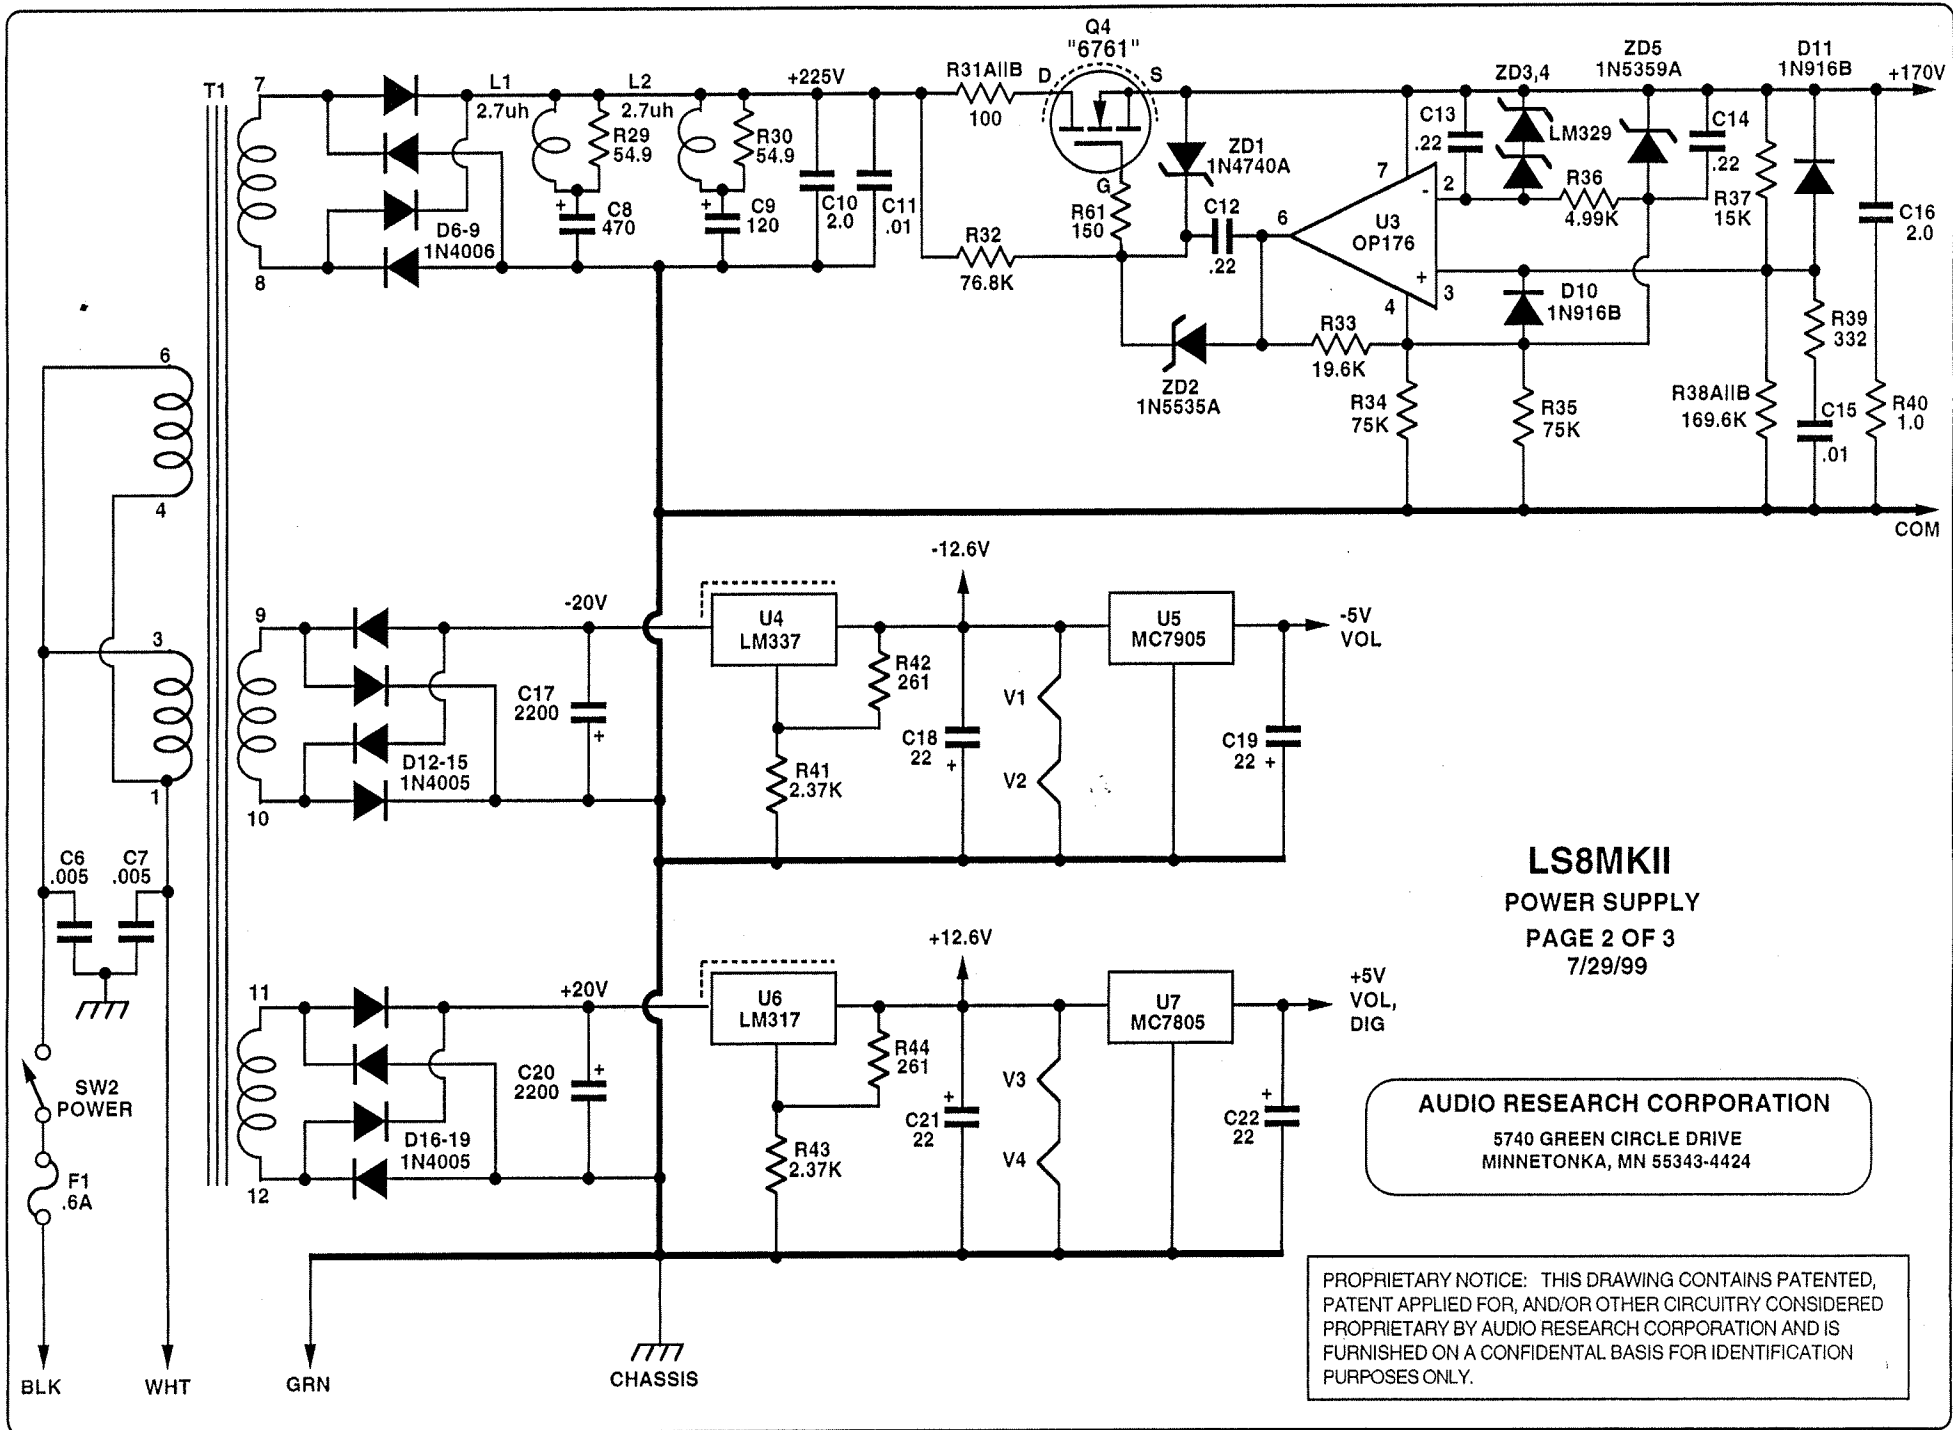 Q4
"6761"
ZD5
1N5359A
D11
1N916B
ZD3,4
+170V
T1
7
L1
2.7uh
L2
2.7uh
+225V
R31AIIB
100
D
S
C13
.22
LM329
C14
.22
R29
54.9
R30
54.9
ZD1
1N4740A
G
7
2
-
R36
4.99K
R37
15K
+
C8
470
+
C9
120
C10
2.0
C11
.01
R61
150
C12
.22
6
U3
OP176
C16
2.0
D6-9
1N4006
8
R32
76.8K
+
3
4
D10
1N916B
R39
332
R33
19.6K
ZD2
1N5535A
R34
75K
R35
75K
R38AIIB
169.6K
C15
.01
R40
1.0
COM
6
4
3
1
-12.6V
9
-20V
U4
LM337
U5
MC7905
-5V
VOL
R42
261
C17
2200
+
V1
C18
22
+
C19
22
+
D12-15
1N4005
R41
2.37K
V2
10
C6
.005
C7
.005
LS8MKII
POWER SUPPLY
PAGE 2 OF 3
7/29/99
+12.6V
11
+20V
U6
LM317
U7
MC7805
+5V
VOL,
DIG
R44
261
C20
2200
+
V3
C21
22
+
C22
22
+
SW2
POWER
D16-19
1N4005
R43
2.37K
V4
12
F1
.6A
AUDIO RESEARCH CORPORATION
5740 GREEN CIRCLE DRIVE
MINNETONKA, MN 55343-4424
PROPRIETARY NOTICE: THIS DRAWING CONTAINS PATENTED,
PATENT APPLIED FOR, AND/OR OTHER CIRCUITRY CONSIDERED
PROPRIETARY BY AUDIO RESEARCH CORPORATION AND IS
FURNISHED ON A CONFIDENTAL BASIS FOR IDENTIFICATION
PURPOSES ONLY.
BLK
WHT
GRN
CHASSIS